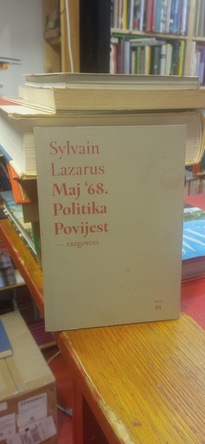 Sylvain
Lazarus
Maj ‘68.
Politika
Povijest
— razgovori